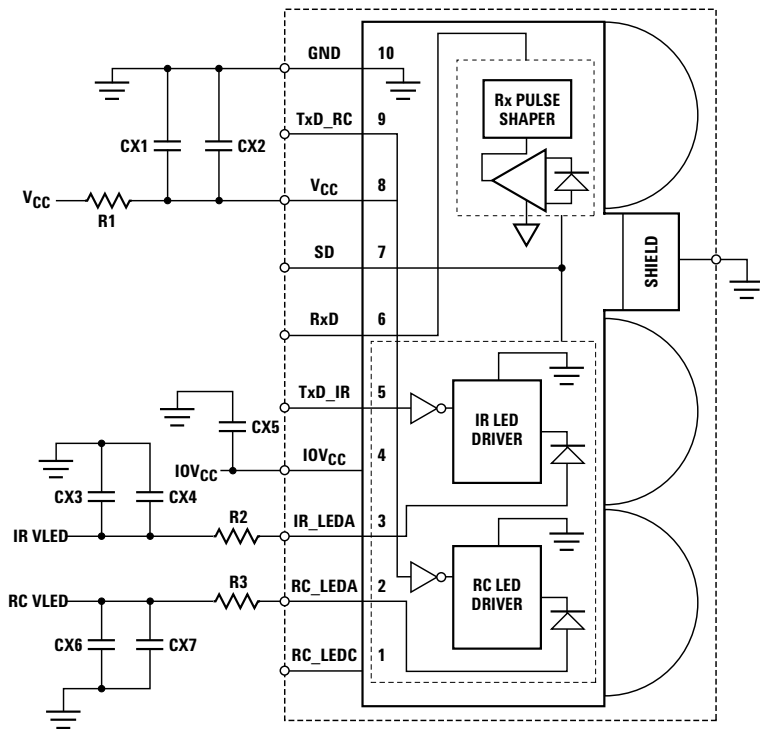 GND 10
Rx PULSE
SHAPER
TxD_RC 9
CX1 CX2
VCC R1 VCC 8
SD 7
SHIELD
RxD 6
TxD_IR 5
CX5
IR LED
DRIVER
IOVCC IOVCC 4
CX3 CX4
IR VLED R2 IR_LEDA 3
RC VLED R3 RC_LEDA 2
RC LED
DRIVER
CX6 CX7
RC_LEDC 1